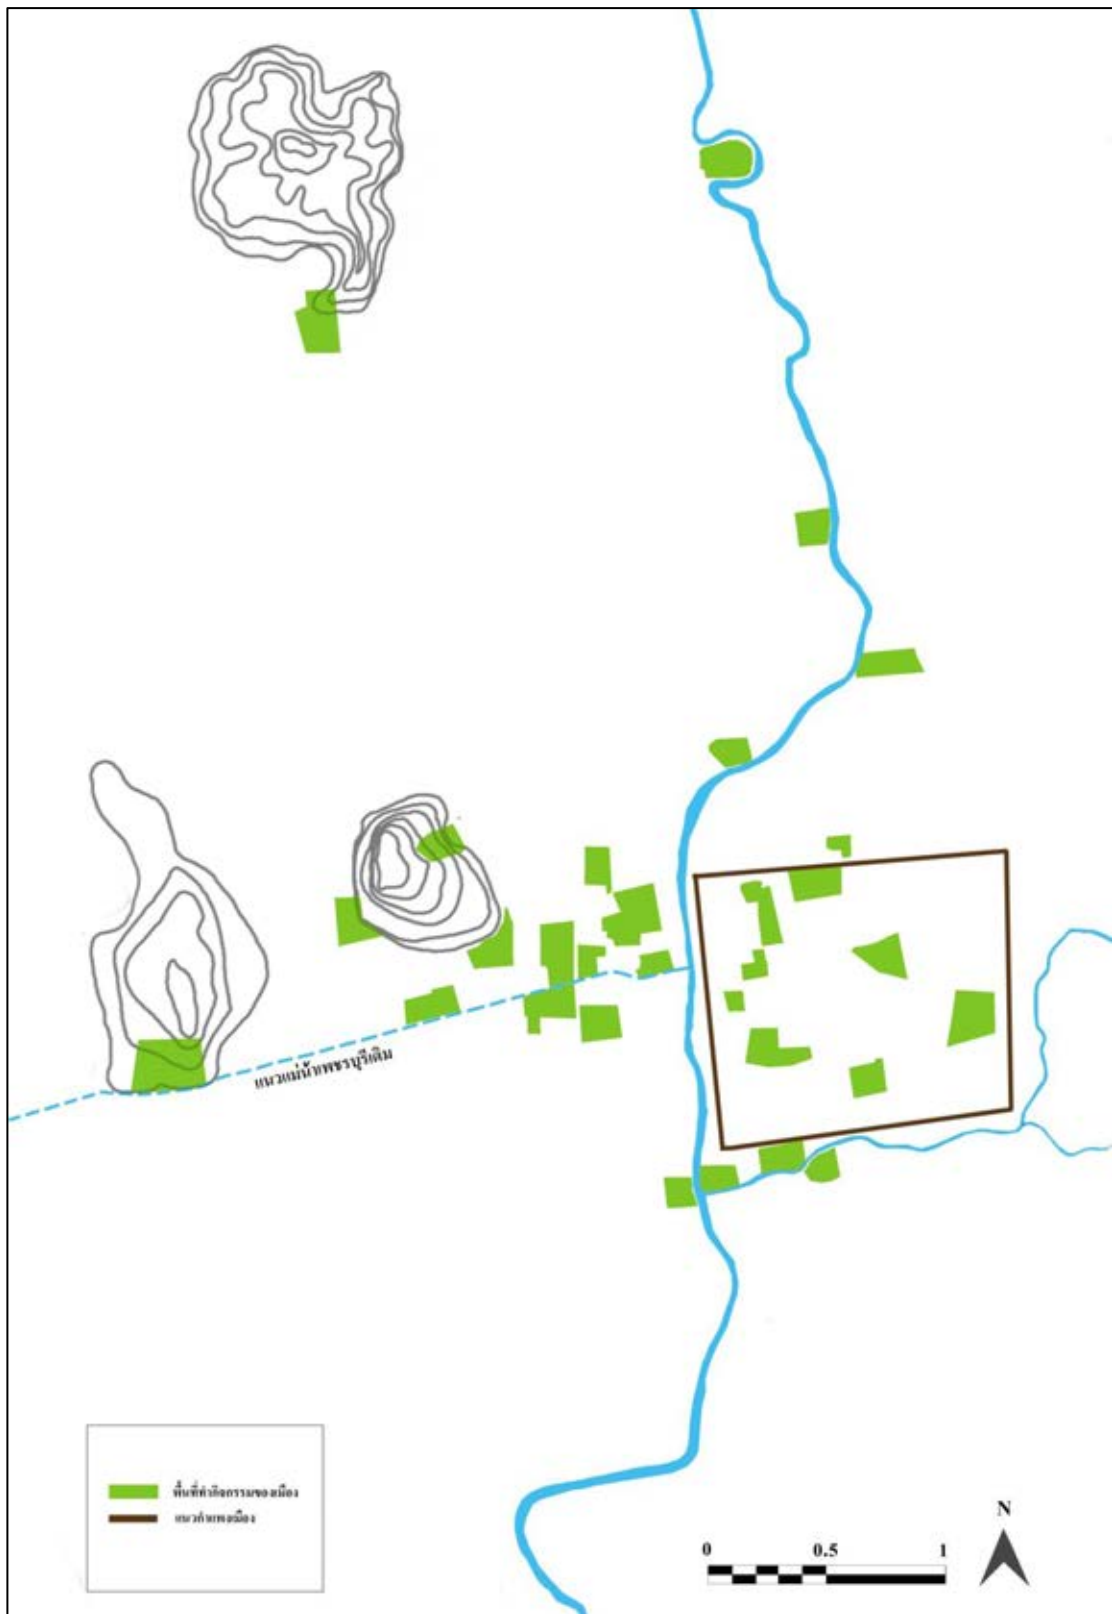 แนวแม่น้ำเพชรบุรีเดิม
พื้นที่ทำกิจกรรมของเมือง
แนวกำแพงเมือง
N
0 0.5 1